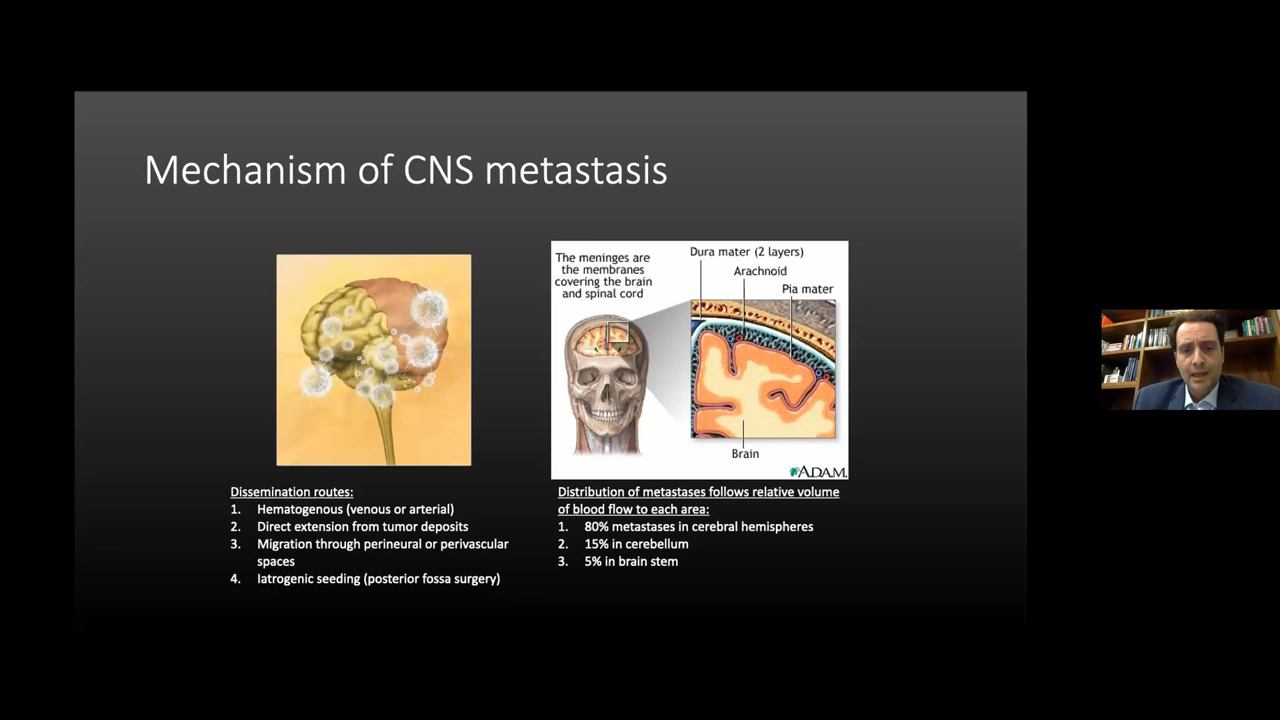 Mechanism of CNS metastasis
The meninges are
the membranes
covering the brain
and spinal cord
Dura mater (2 layers)
Arachnoid
Pia mater
Brain
ADAM.
Dissemination routes:
1. Hematogenous (venous or arterial)
2. Direct extension from tumor deposits
3. Migration through perineural or perivascular
spaces
4. Iatrogenic seeding (posterior fossa surgery)
Distribution of metastases follows relative volume
of blood flow to each area:
1. 80% metastases in cerebral hemispheres
2. 15% in cerebellum
3. 5% in brain stem